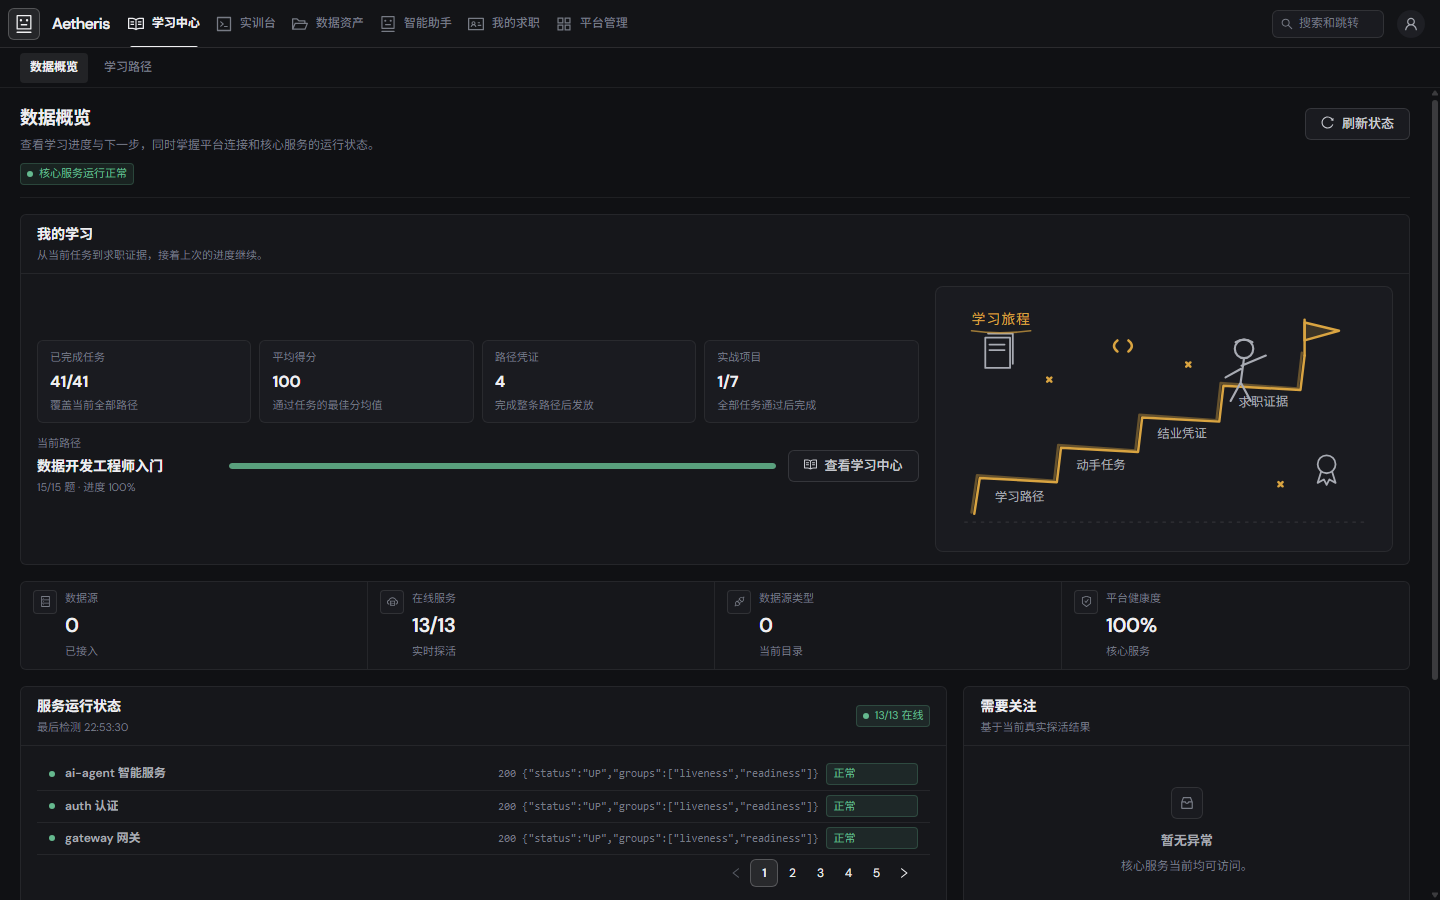 Aetheris
学习中心
实训台
数据资产
智能助手
我的求职
平台管理
搜索和跳转
数据概览
学习路径
数据概览
查看学习进度与下一步，同时掌握平台连接和核心服务的运行状态。
核心服务运行正常
刷新状态
我的学习
从当前任务到求职证据，接着上次的进度继续。
已完成任务
41/41
覆盖当前全部路径
平均得分
100
通过任务的最佳分均值
路径凭证
4
完成整条路径后发放
实战项目
1/7
全部任务通过后完成
当前路径
数据开发工程师入门
15/15 题 · 进度 100%
查看学习中心
学习旅程
求职证据
结业凭证
动手任务
学习路径
数据源
0
已接入
在线服务
13/13
实时探活
数据源类型
0
当前目录
平台健康度
100%
核心服务
服务运行状态
最后检测 22:53:30
13/13 在线
ai-agent 智能服务
200 {"status":"UP","groups":["liveness","readiness"]}
正常
auth 认证
200 {"status":"UP","groups":["liveness","readiness"]}
正常
gateway 网关
200 {"status":"UP","groups":["liveness","readiness"]}
正常
1 2 3 4 5
需要关注
基于当前真实探活结果
暂无异常
核心服务当前均可访问。